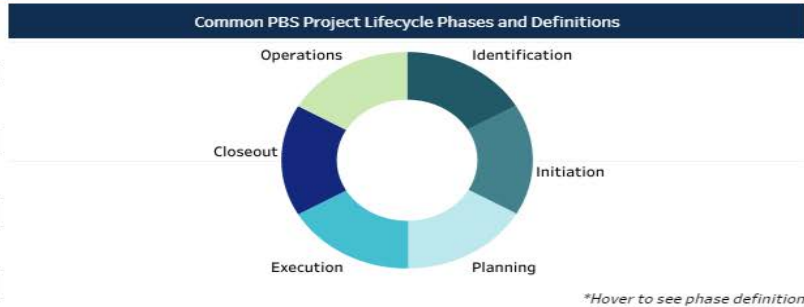 Common PBS Project Lifecycle Phases and Definitions
Operations
Identification
Closeout
Initiation
Execution
Planning
*Hover to see phase definition